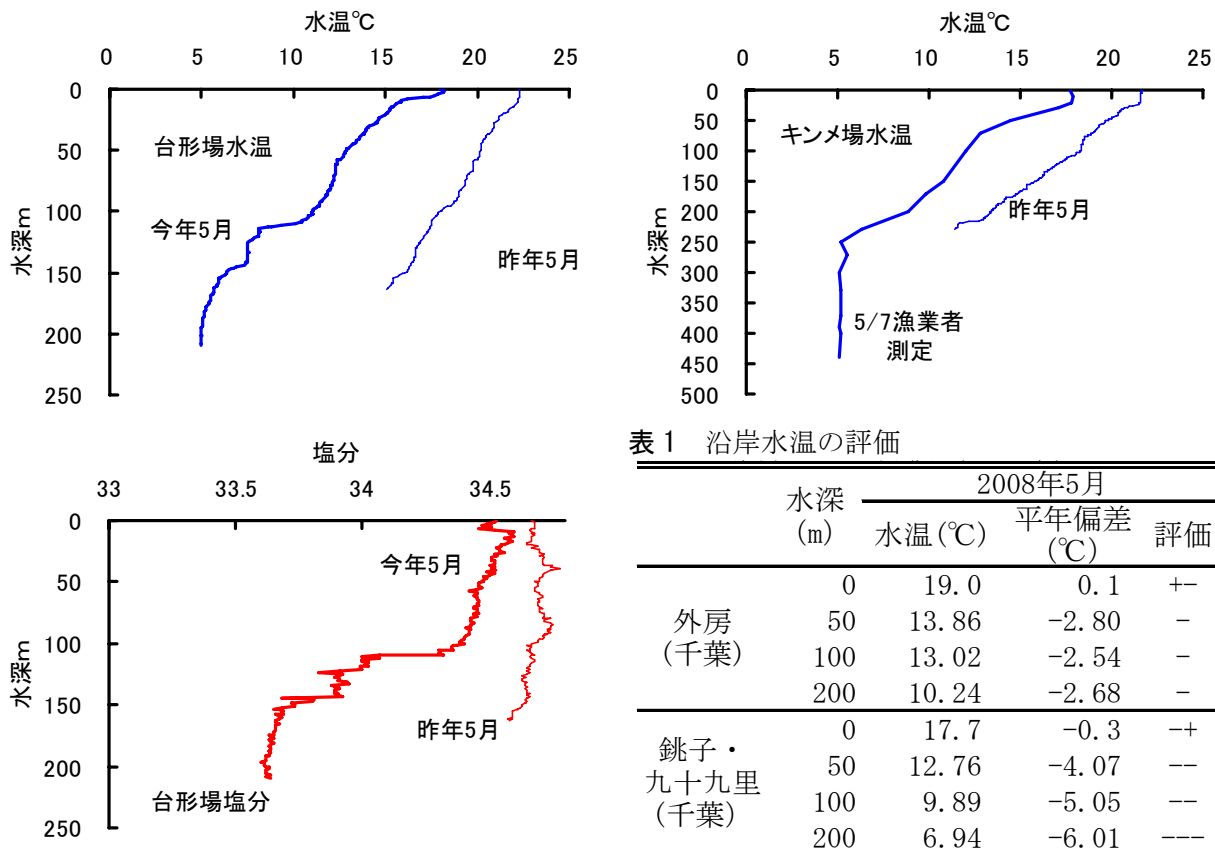 水温℃
0 5 10 15 20 25
0
50
100
150
200
250
水深m
台形場水温
今年5月
昨年5月
水温℃
0 5 10 15 20 25
0
50
100
150
200
250
300
350
400
450
500
水深m
キンメ場水温
昨年5月
5/7漁業者
測定
塩分
33 33.5 34 34.5
0
50
100
150
200
250
水深m
今年5月
昨年5月
台形場塩分
表1 沿岸水温の評価
水深 2008年5月
(m) 水温(℃) 平年偏差 評価
(℃)
0 19.0 0.1 +-
外房 50 13.86 -2.80 -
(千葉) 100 13.02 -2.54 -
200 10.24 -2.68 -
0 17.7 -0.3 -+
銚子・ 50 12.76 -4.07 --
九十九里 100 9.89 -5.05 --
(千葉) 200 6.94 -6.01 ---